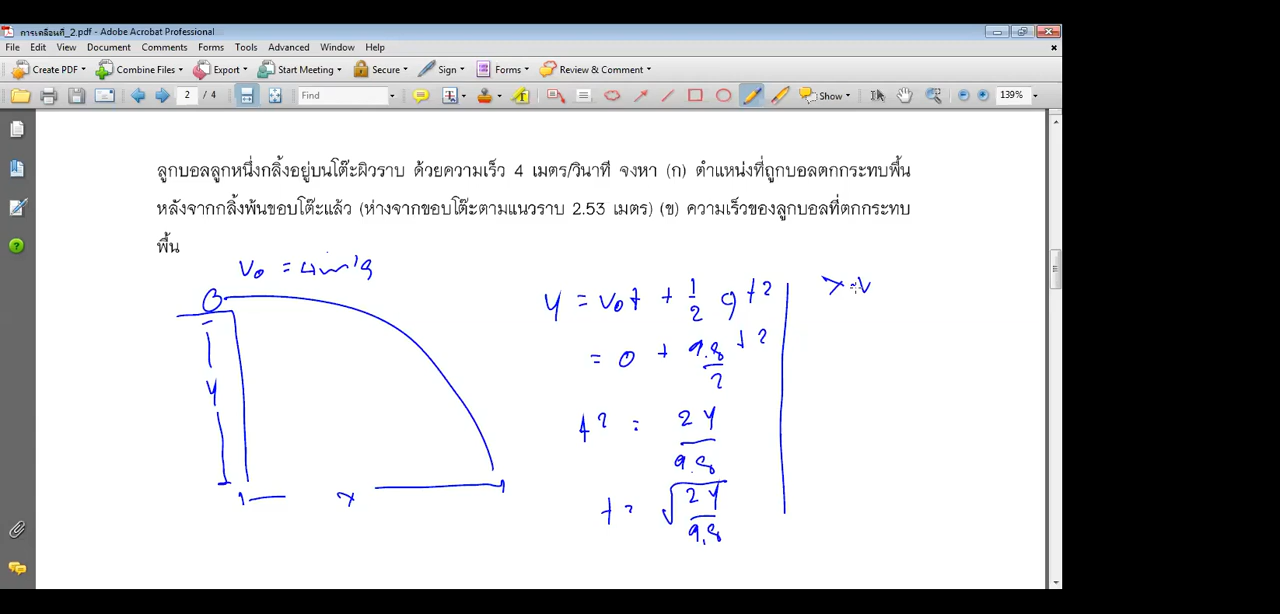 การเคลื่อนที่_2.pdf - Adobe Acrobat Professional
File Edit View Document Comments Forms Tools Advanced Window Help
Create PDF Combine Files Export Start Meeting Secure Sign Forms Review & Comment
2 / 4 Find Show 139%
ลูกบอลลูกหนึ่งกลิ้งอยู่บนโต๊ะผิวราบ ด้วยความเร็ว 4 เมตร/วินาที จงหา (ก) ตำแหน่งที่ถูกบอลตกกระทบพื้น
หลังจากกลิ้งพ้นขอบโต๊ะแล้ว (ห่างจากขอบโต๊ะตามแนวราบ 2.53 เมตร) (ข) ความเร็วของลูกบอลที่ตกกระทบ
พื้น
v₀ = 4 m/s
y
x
y = v₀t + 1/2 gt2
= 0 + 9.8/2 t2
t2 = 2y/9.8
t = √(2y/9.8)
x = v